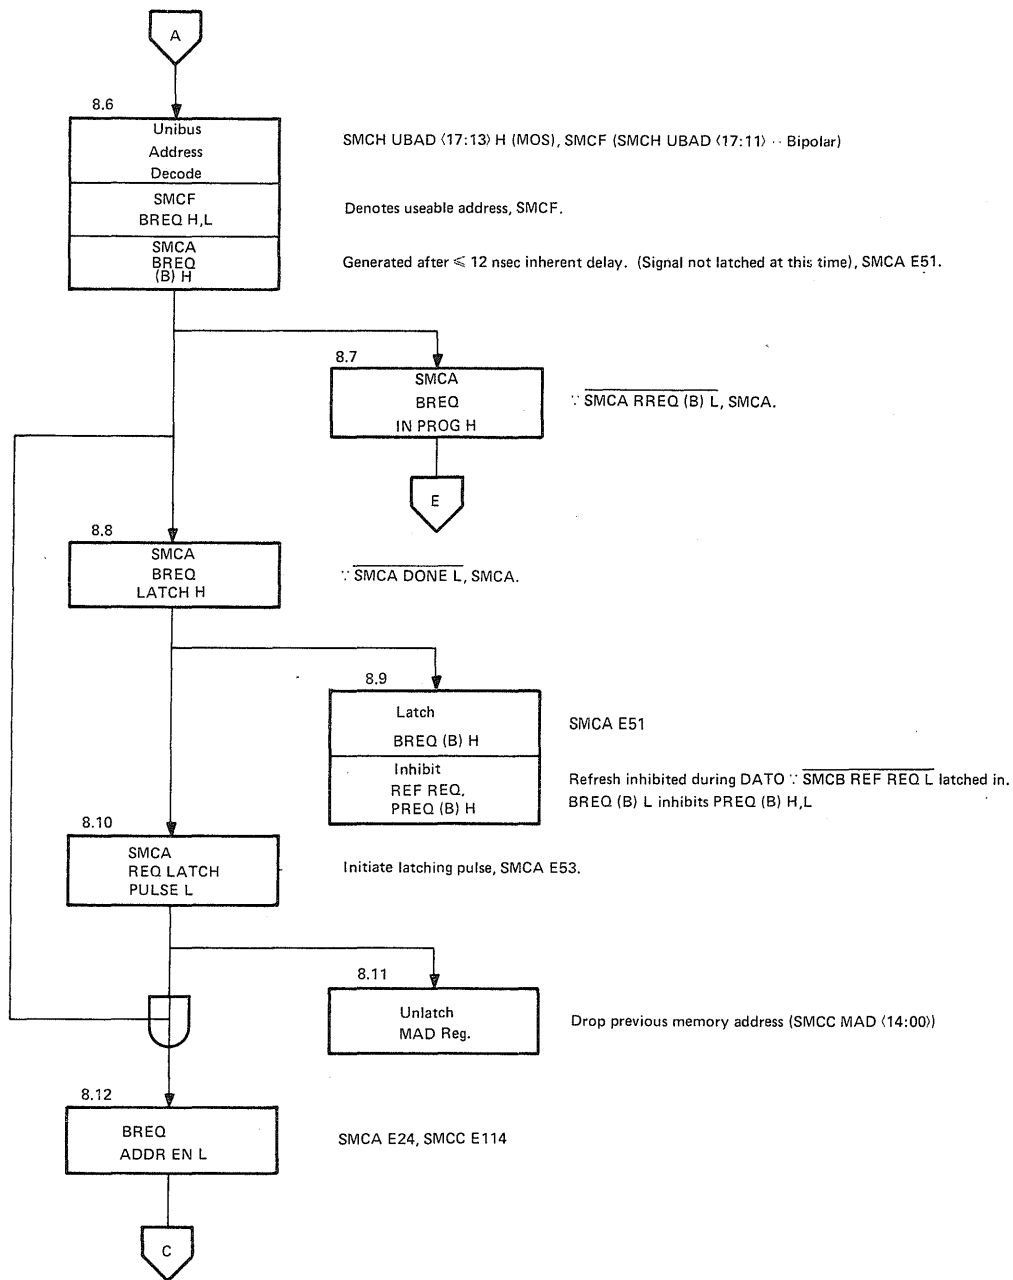 A
8.6
Unibus
Address
Decode
SMCH UBAD ⟨17:13⟩ H (MOS), SMCF (SMCH UBAD ⟨17:11⟩ ·· Bipolar)
SMCF
BREQ H,L
Denotes useable address, SMCF.
SMCA
BREQ
(B) H
Generated after ⩽ 12 nsec inherent delay. (Signal not latched at this time), SMCA E51.
8.7
SMCA
BREQ
IN PROG H
∵ SMCA RREQ (B) L, SMCA.
E
8.8
SMCA
BREQ
LATCH H
∵ SMCA DONE L, SMCA.
8.9
Latch
BREQ (B) H
SMCA E51
Inhibit
REF REQ,
PREQ (B) H
Refresh inhibited during DATO ∵ SMCB REF REQ L latched in.
BREQ (B) L inhibits PREQ (B) H,L
8.10
SMCA
REQ LATCH
PULSE L
Initiate latching pulse, SMCA E53.
8.11
Unlatch
MAD Reg.
Drop previous memory address (SMCC MAD ⟨14:00⟩)
8.12
BREQ
ADDR EN L
SMCA E24, SMCC E114
C